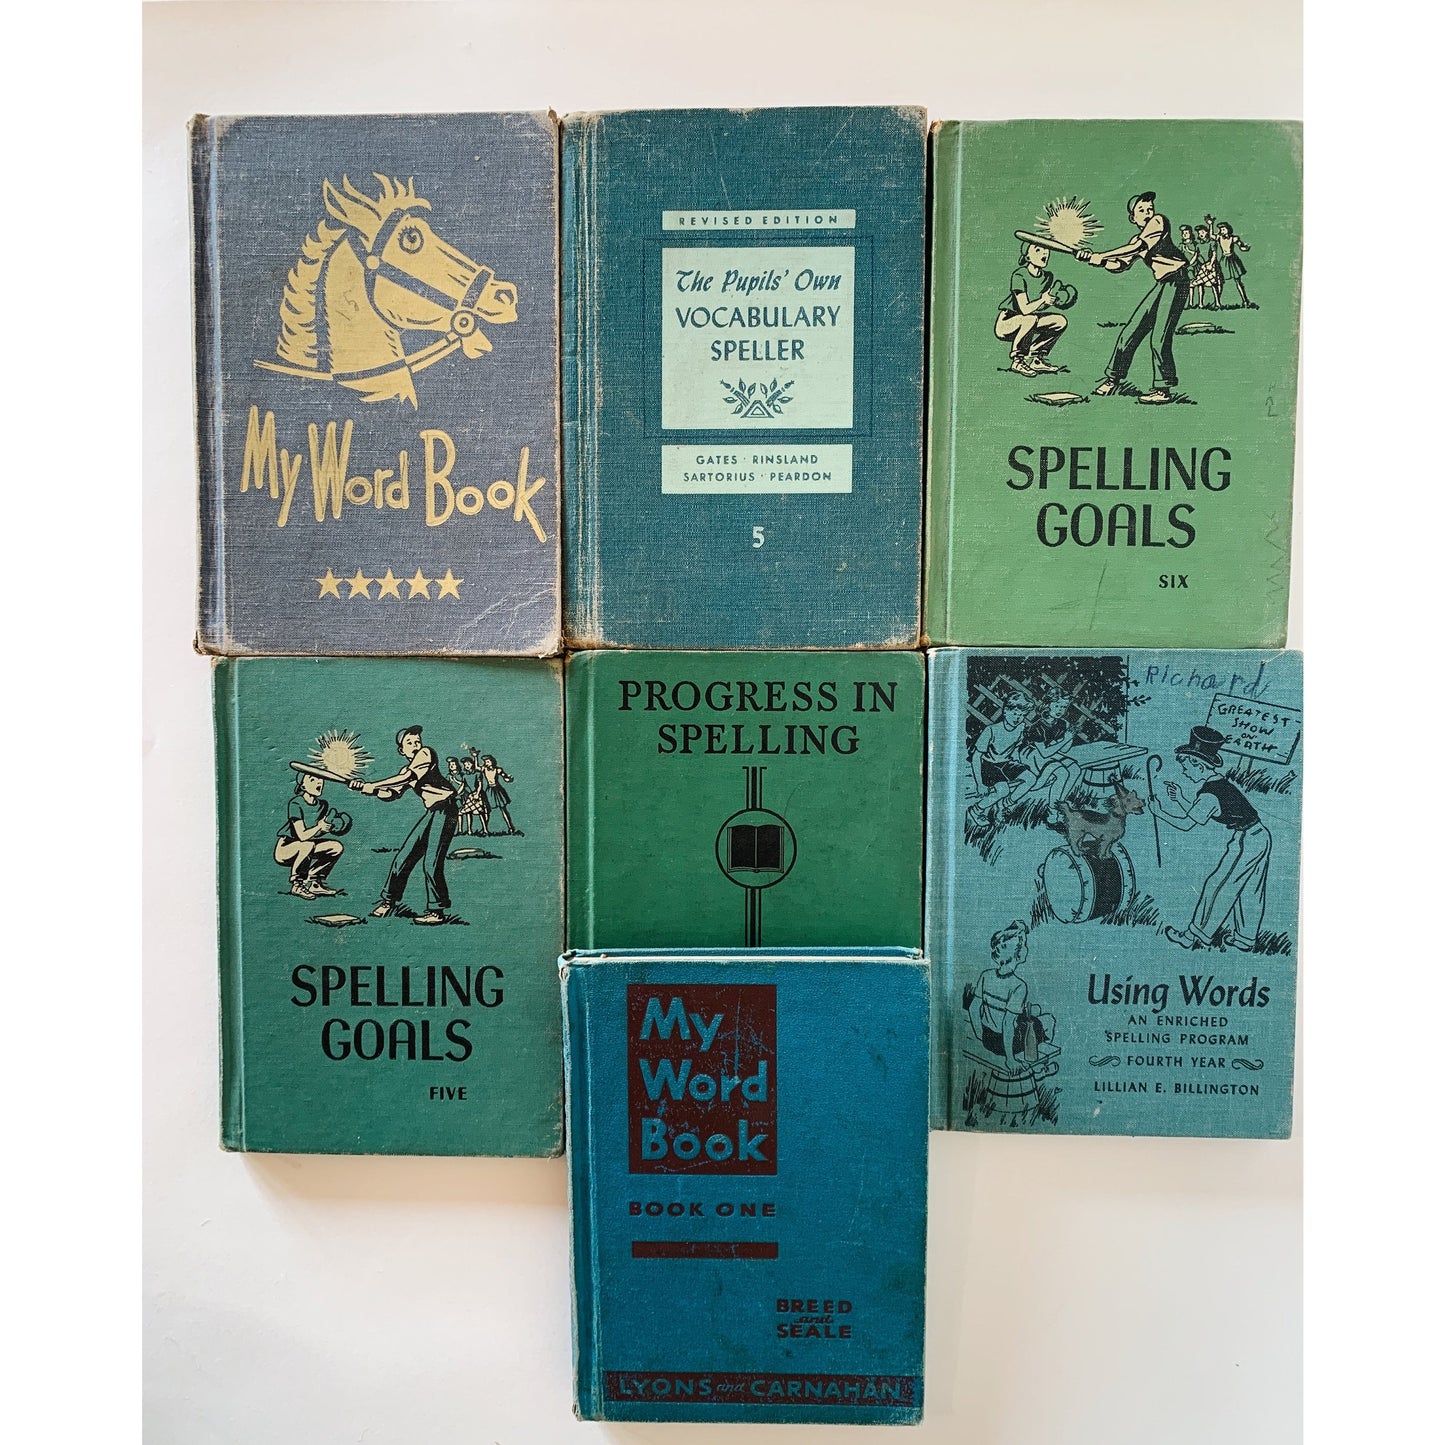 My Word Book
15
REVISED EDITION
The Pupils' Own
VOCABULARY
SPELLER
GATES · RINSLAND
SARTORIUS · PEARDON
5
SPELLING
GOALS
SIX
SPELLING
GOALS
FIVE
PROGRESS IN
SPELLING
Richard
GREATEST
SHOW
ON
EARTH
Using Words
AN ENRICHED
SPELLING PROGRAM
FOURTH YEAR
LILLIAN E. BILLINGTON
My
Word
Book
BOOK ONE
BREED
and
SEALE
LYONS and CARNAHAN